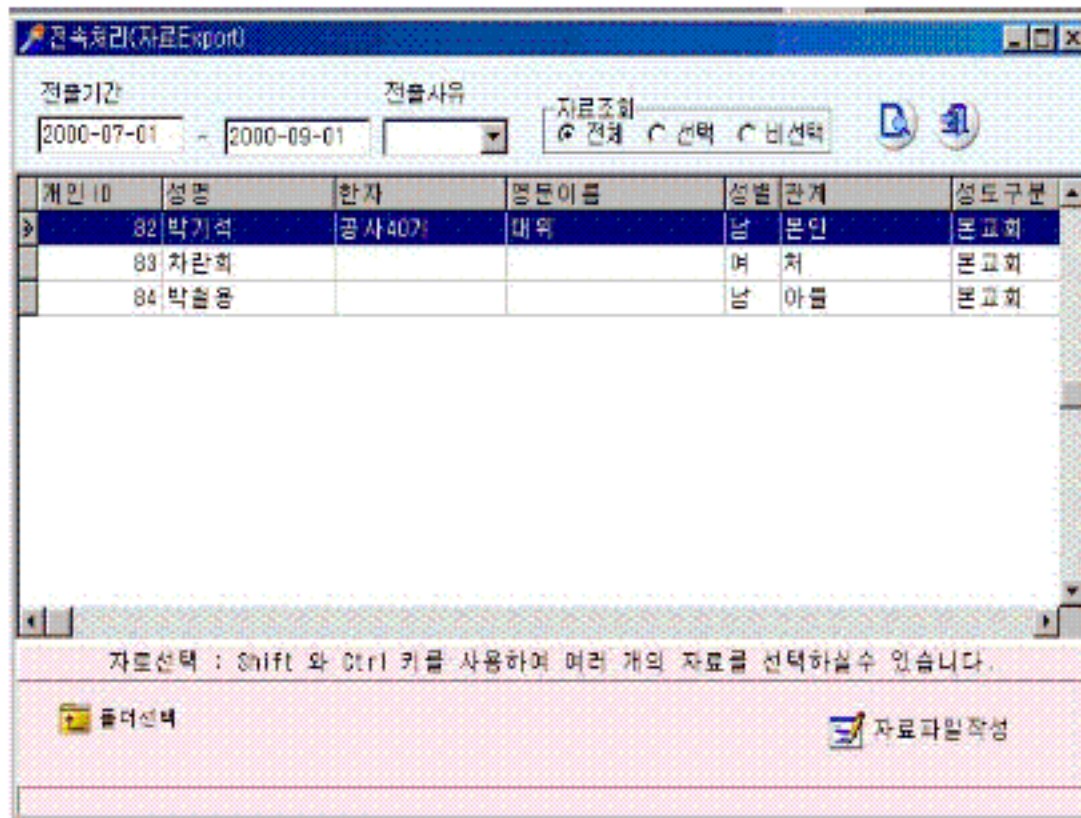 전속처리(자료Export)
전출기간 전출사유
2000-07-01 ~ 2000-09-01 자료조회 전체 선택 비선택
개인ID 성명 한자 영문이름 성별 관계 성도구분
82 박기석 공사40기 대위 남 본인 본교회
83 차란희 여 처 본교회
84 박철용 남 아들 본교회
자료선택 : Shift 와 Ctrl 키를 사용하여 여러 개의 자료를 선택하실수 있습니다.
폴더선택 자료파일작성